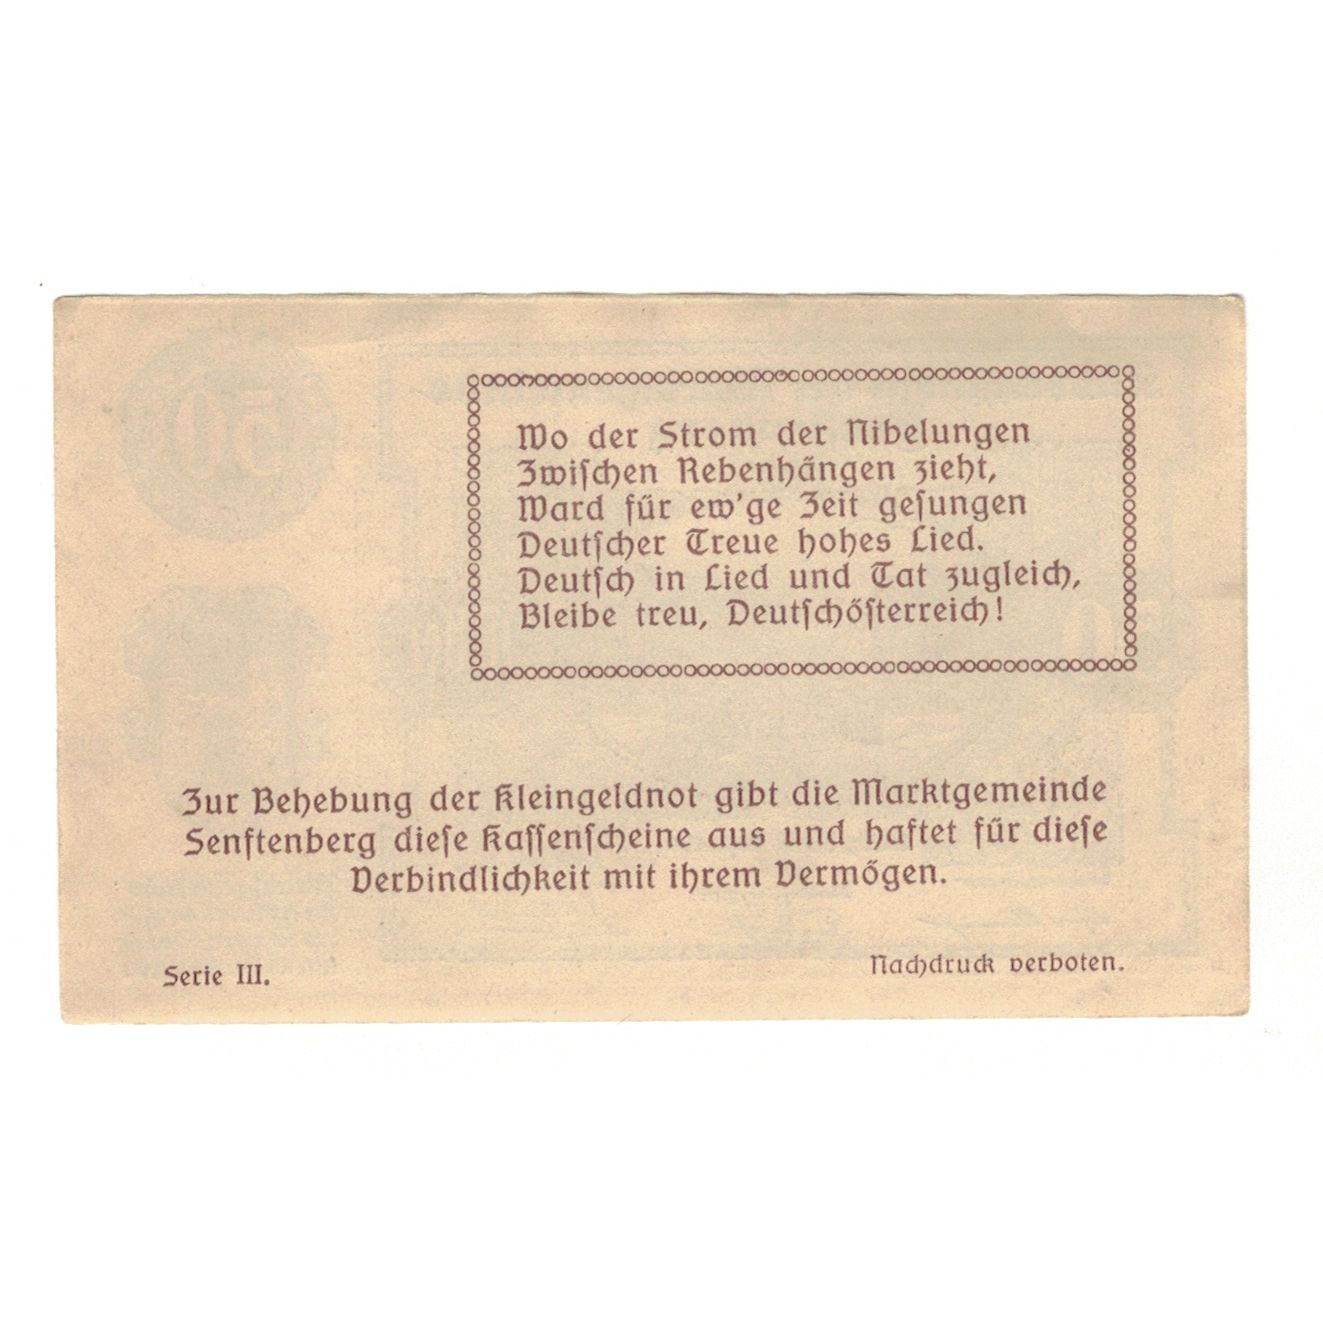 Wo der Strom der Nibelungen
Zwiſchen Rebenhängen zieht,
Ward für ew'ge Zeit geſungen
Deutſcher Treue hohes Lied.
Deutſch in Lied und Tat zugleich,
Bleibe treu, Deutſchöſterreich!
Zur Behebung der Kleingeldnot gibt die Marktgemeinde
Senftenberg dieſe Kaſſenſcheine aus und haftet für dieſe
Verbindlichkeit mit ihrem Vermögen.
Serie III.
Nachdruck verboten.